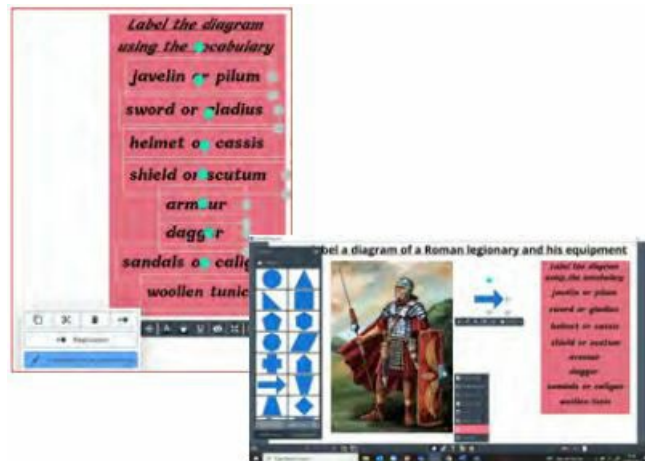 Label the diagram
using the vocabulary
javelin or pilum
sword or gladius
helmet or cassis
shield or scutum
armour
dagger
sandals or
woollen tunic
label a diagram of a Roman legionary and his equipment
Label the diagram
using the vocabulary
javelin or pilum
sword or gladius
helmet or cassis
shield or scutum
armour
dagger
sandals or caligae
woollen tunic